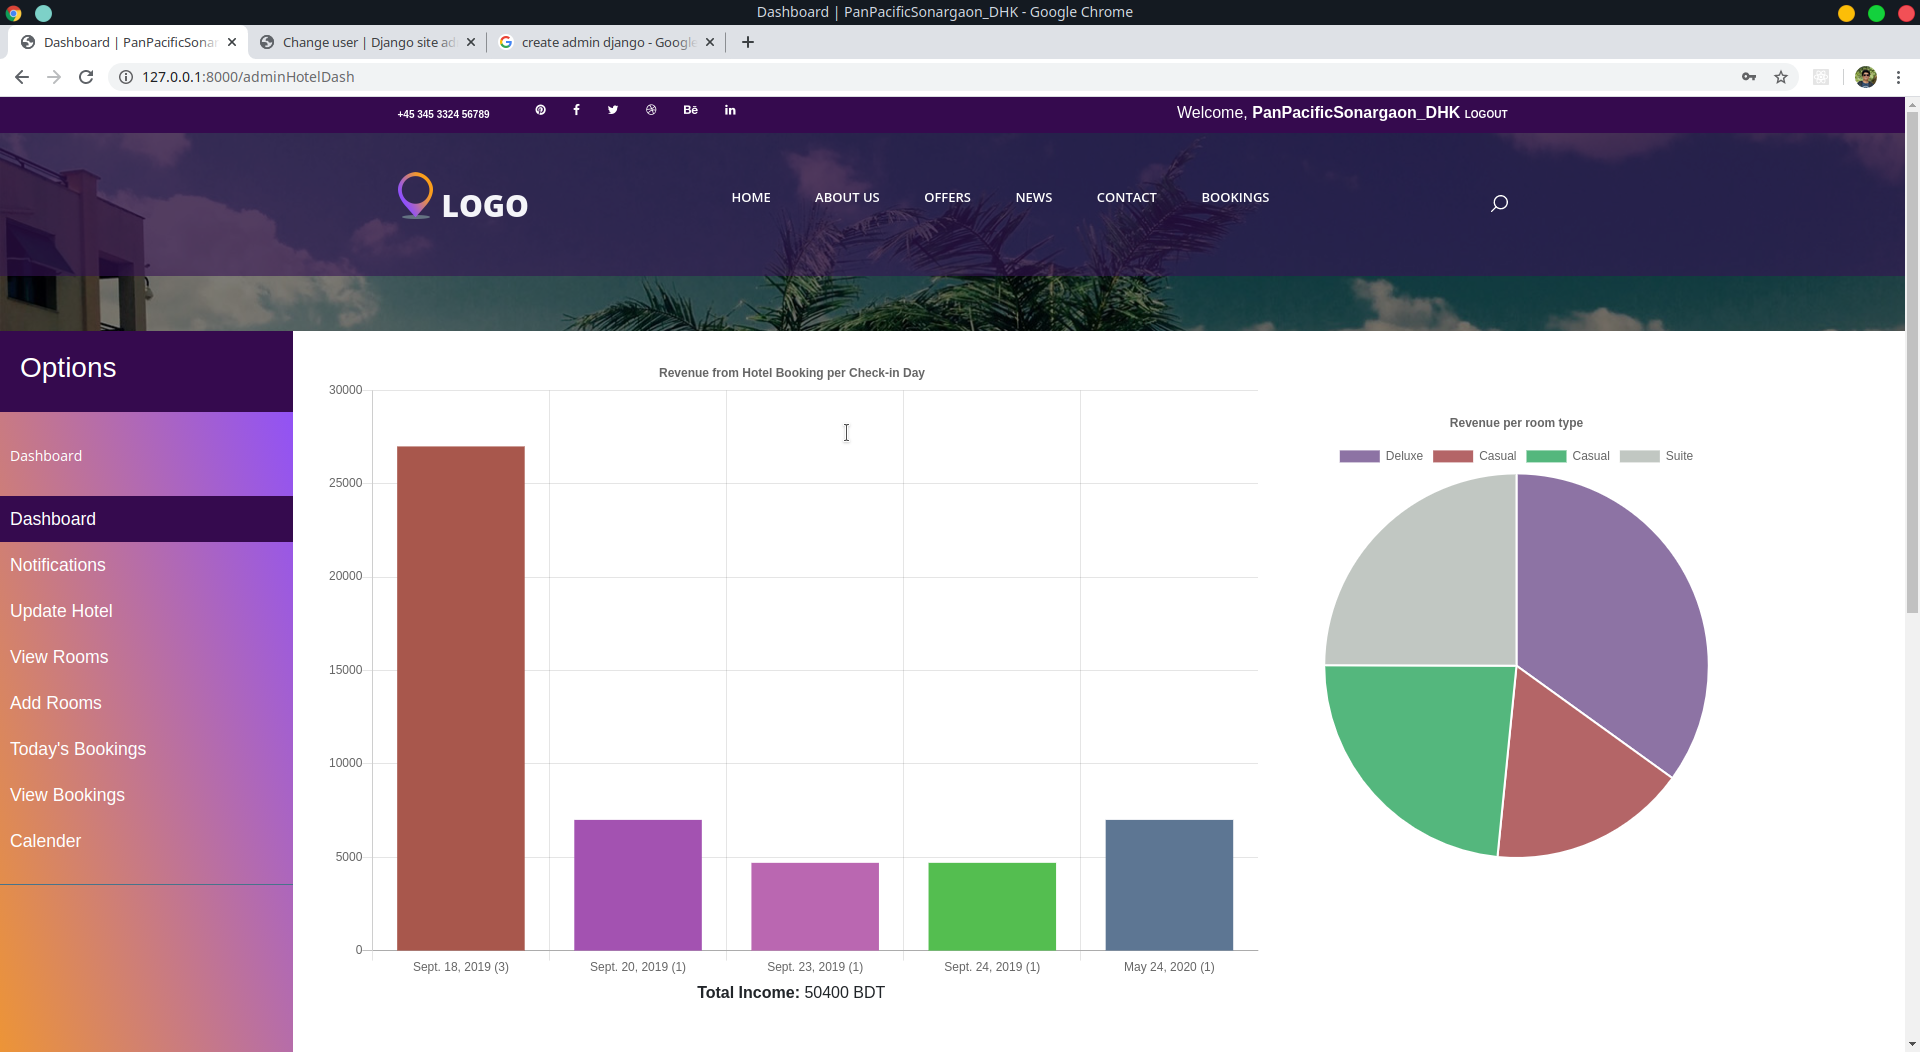 Dashboard | PanPacificSonargaon_DHK - Google Chrome
Dashboard | PanPacificSonar
Change user | Django site ad
create admin django - Google
127.0.0.1:8000/adminHotelDash
+45 345 3324 56789
Bē
in
Welcome, PanPacificSonargaon_DHK LOGOUT
LOGO
HOME
ABOUT US
OFFERS
NEWS
CONTACT
BOOKINGS
Options
Dashboard
Dashboard
Notifications
Update Hotel
View Rooms
Add Rooms
Today's Bookings
View Bookings
Calender
Revenue from Hotel Booking per Check-in Day
30000
25000
20000
15000
10000
5000
0
Sept. 18, 2019 (3)
Sept. 20, 2019 (1)
Sept. 23, 2019 (1)
Sept. 24, 2019 (1)
May 24, 2020 (1)
Total Income: 50400 BDT
Revenue per room type
Deluxe
Casual
Casual
Suite